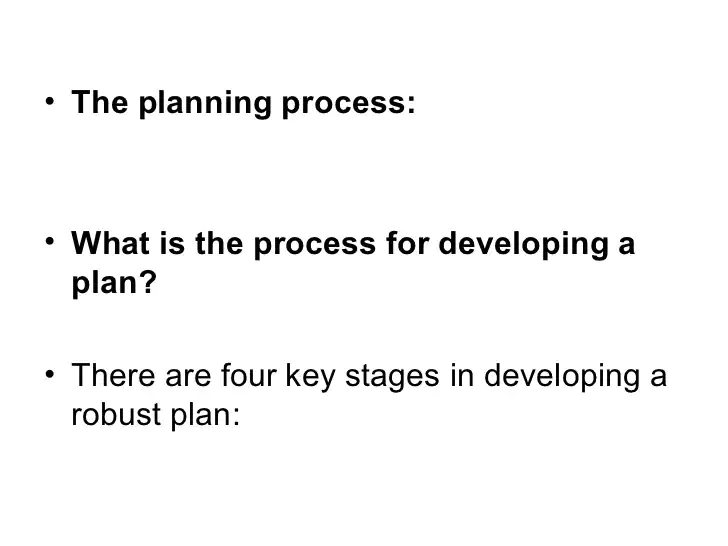 • The planning process:
• What is the process for developing a
plan?
• There are four key stages in developing a
robust plan: